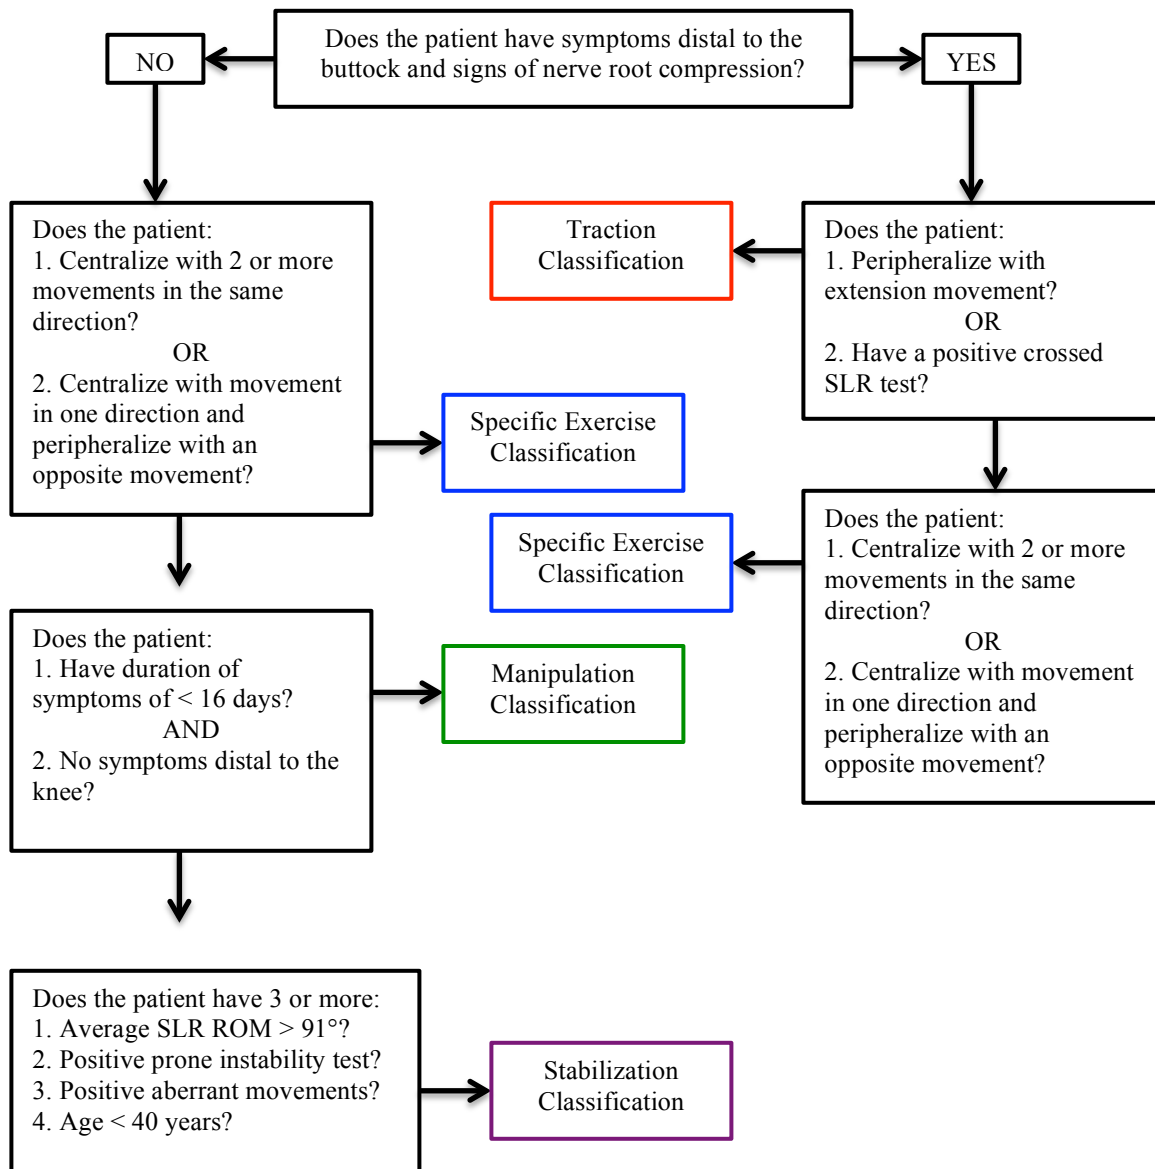 Does the patient have symptoms distal to the
buttock and signs of nerve root compression?
NO
YES
Does the patient:
1. Centralize with 2 or more
movements in the same
direction?
OR
2. Centralize with movement
in one direction and
peripheralize with an
opposite movement?
Traction
Classification
Does the patient:
1. Peripheralize with
extension movement?
OR
2. Have a positive crossed
SLR test?
Specific Exercise
Classification
Specific Exercise
Classification
Does the patient:
1. Centralize with 2 or more
movements in the same
direction?
OR
2. Centralize with movement
in one direction and
peripheralize with an
opposite movement?
Does the patient:
1. Have duration of
symptoms of < 16 days?
AND
2. No symptoms distal to the
knee?
Manipulation
Classification
Does the patient have 3 or more:
1. Average SLR ROM > 91°?
2. Positive prone instability test?
3. Positive aberrant movements?
4. Age < 40 years?
Stabilization
Classification